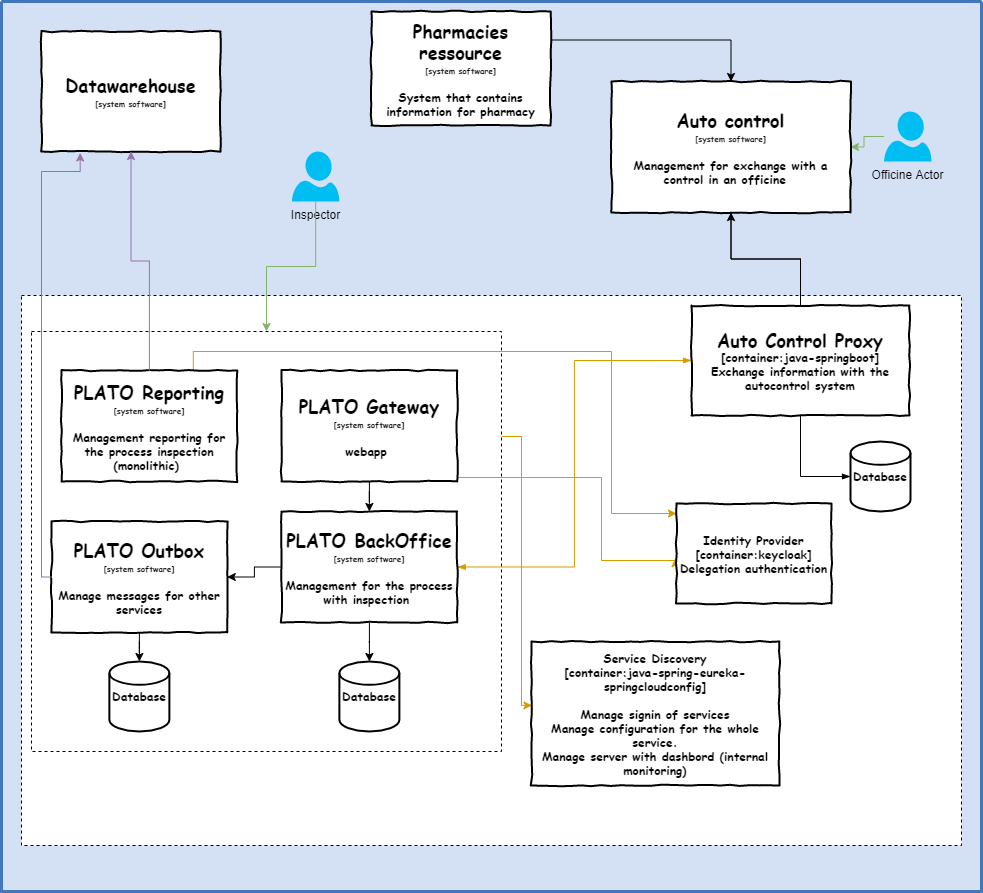 Datawarehouse
[system software]
Pharmacies
ressource
[system software]
System that contains
information for pharmacy
Auto control
[system software]
Management for exchange with a
control in an officine
Officine Actor
Inspector
Auto Control Proxy
[container:java-springboot]
Exchange information with the
autocontrol system
Database
PLATO Reporting
[system software]
Management reporting for
the process inspection
(monolithic)
PLATO Gateway
[system software]
webapp
PLATO Outbox
[system software]
Manage messages for other
services
Database
PLATO BackOffice
[system software]
Management for the process
with inspection
Database
Identity Provider
[container:keycloak]
Delegation authentication
Service Discovery
[container:java-spring-eureka-
springcloudconfig]
Manage signin of services
Manage configuration for the whole
service.
Manage server with dashbord (internal
monitoring)